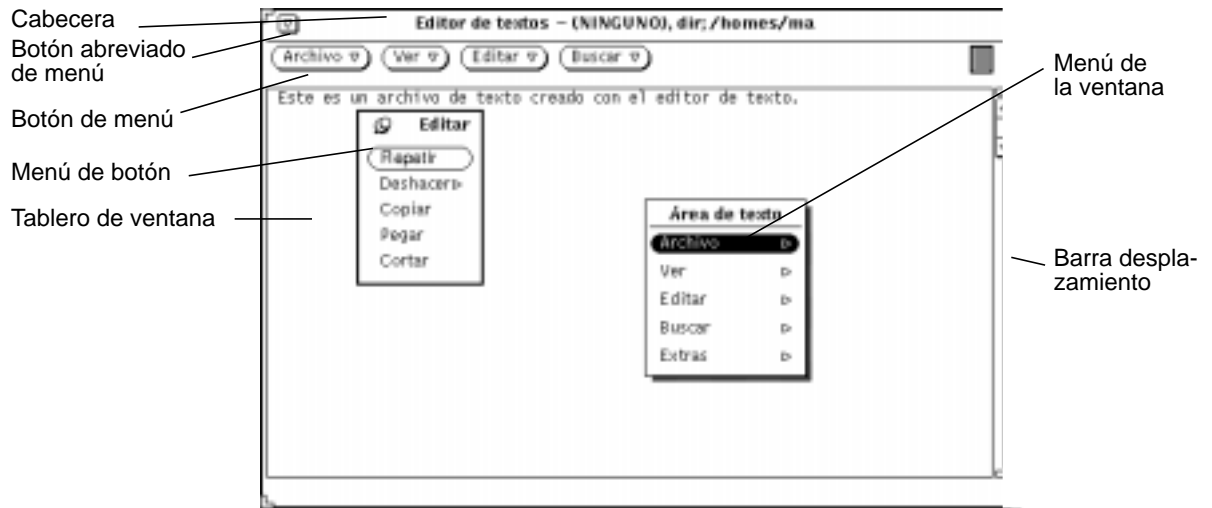 Cabecera
Botón abreviado
de menú
Botón de menú
Menú de botón
Tablero de ventana
Editor de textos – (NINGUNO), dir;/homes/ma
Archivo Ver Editar Buscar
Este es un archivo de texto creado con el editor de texto.
Editar
Repetir
Deshacer
Copiar
Pegar
Cortar
Área de texto
Archivo
Ver
Editar
Buscar
Extras
Menú de
la ventana
Barra despla-
zamiento